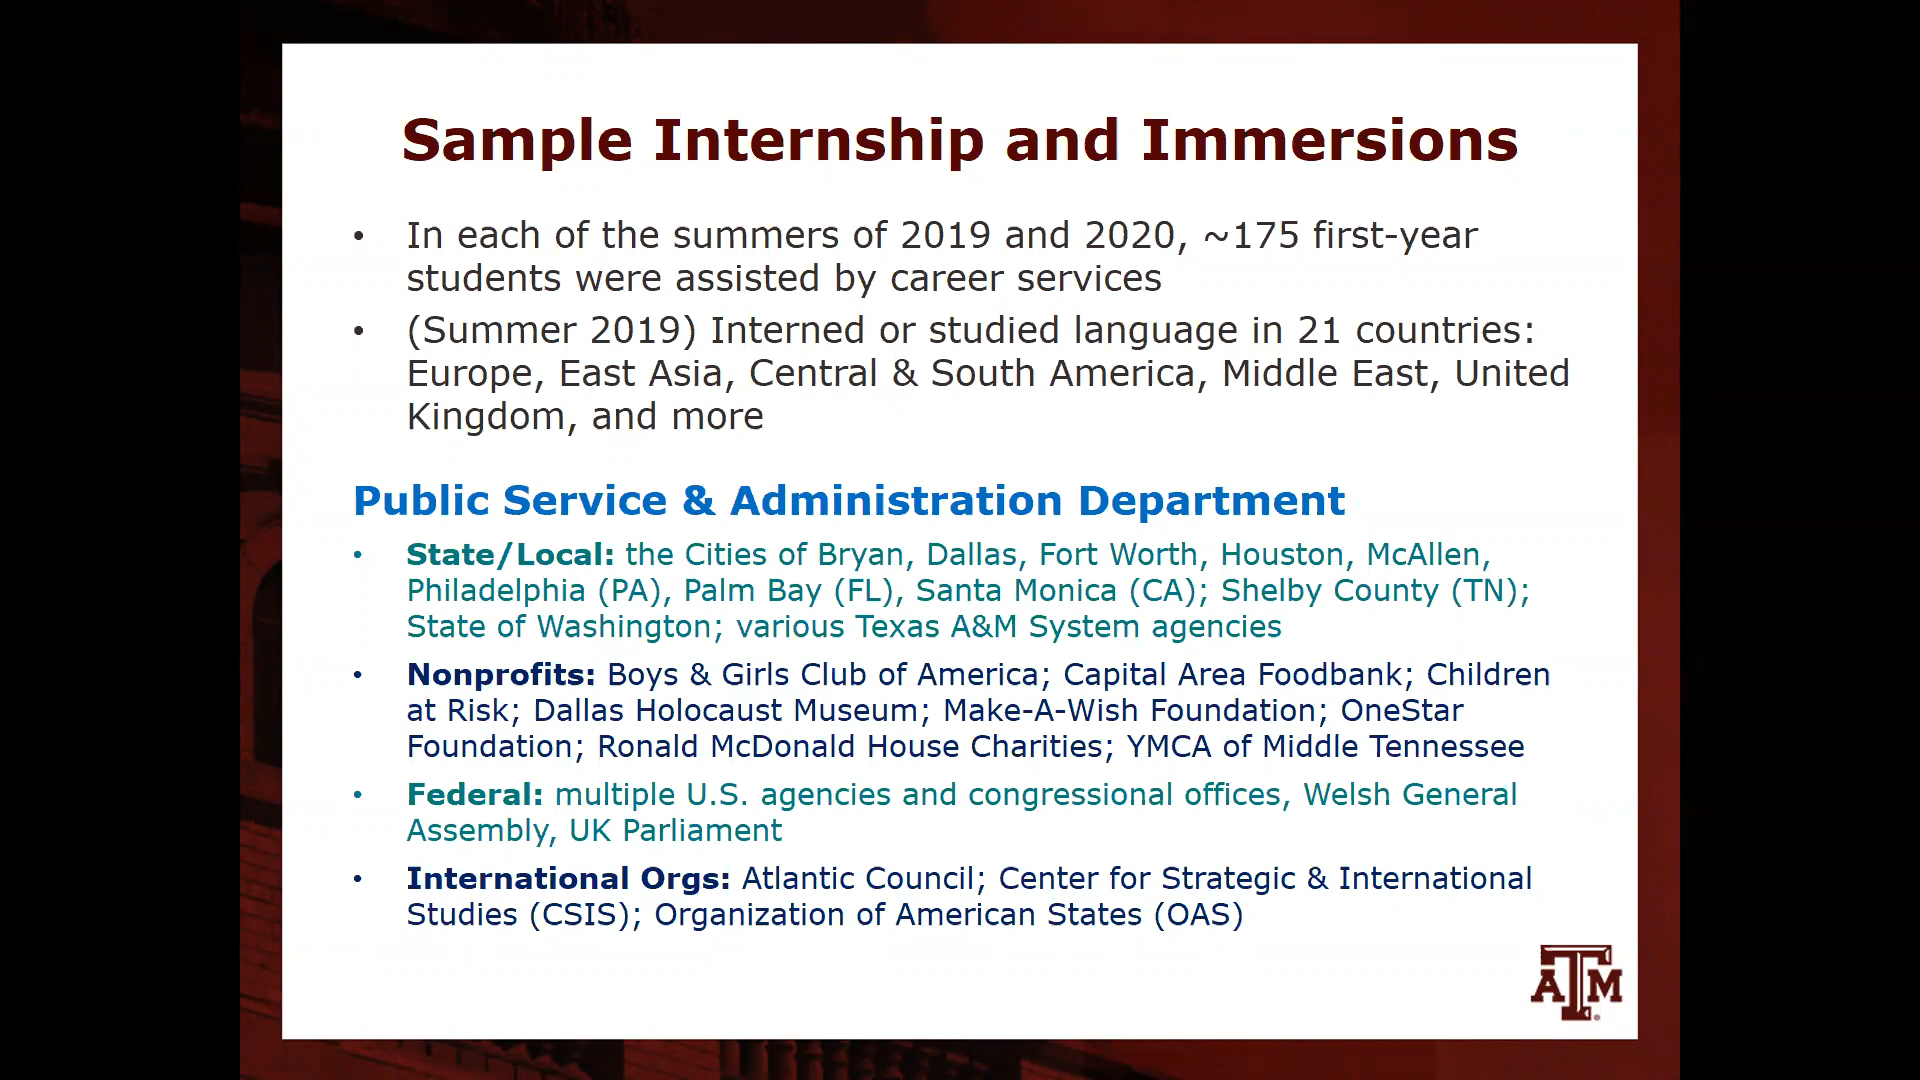 Sample Internship and Immersions
• In each of the summers of 2019 and 2020, ~175 first-year
students were assisted by career services
• (Summer 2019) Interned or studied language in 21 countries:
Europe, East Asia, Central & South America, Middle East, United
Kingdom, and more
Public Service & Administration Department
• State/Local: the Cities of Bryan, Dallas, Fort Worth, Houston, McAllen,
Philadelphia (PA), Palm Bay (FL), Santa Monica (CA); Shelby County (TN);
State of Washington; various Texas A&M System agencies
• Nonprofits: Boys & Girls Club of America; Capital Area Foodbank; Children
at Risk; Dallas Holocaust Museum; Make-A-Wish Foundation; OneStar
Foundation; Ronald McDonald House Charities; YMCA of Middle Tennessee
• Federal: multiple U.S. agencies and congressional offices, Welsh General
Assembly, UK Parliament
• International Orgs: Atlantic Council; Center for Strategic & International
Studies (CSIS); Organization of American States (OAS)
ATM